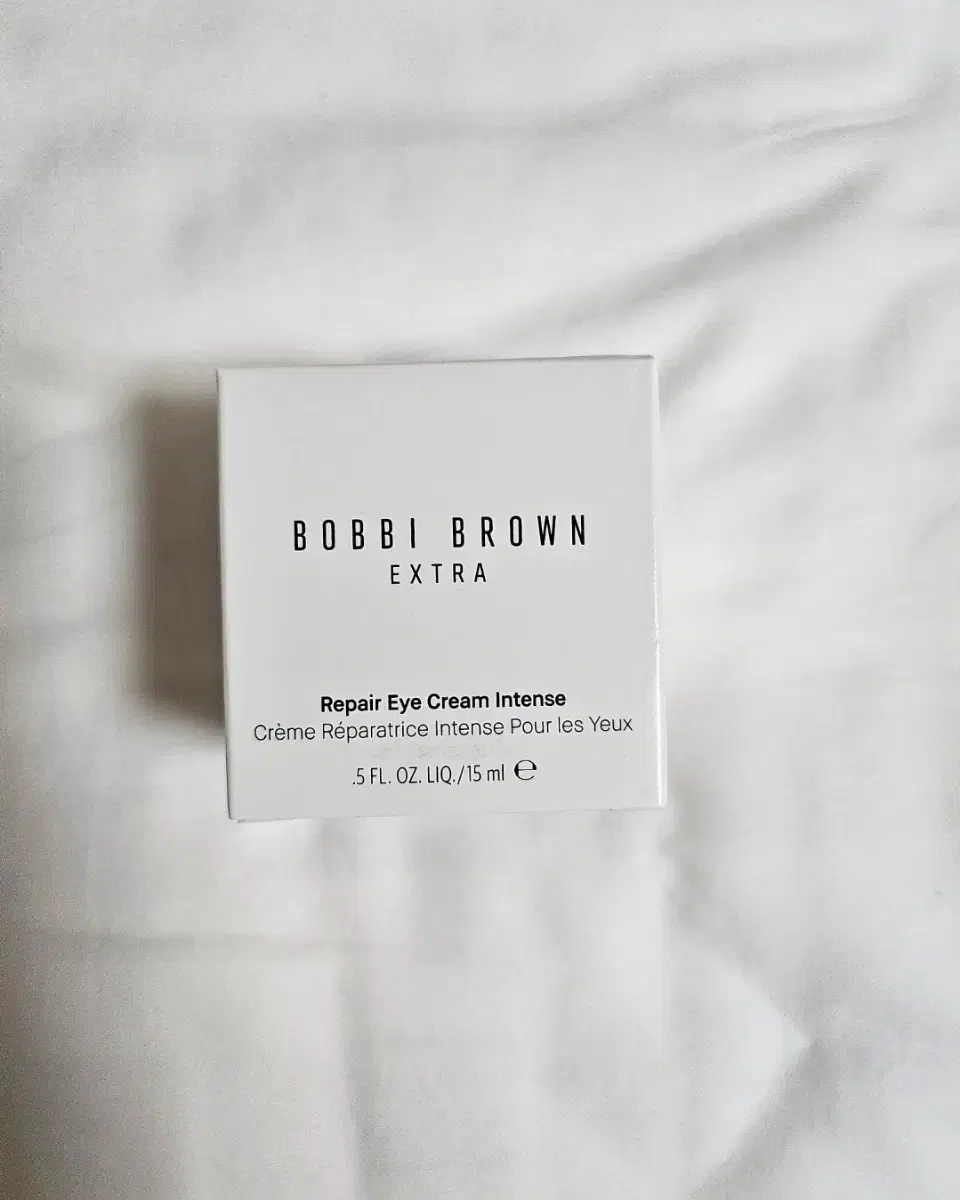 BOBBI BROWN
EXTRA
Repair Eye Cream Intense
Crème Réparatrice Intense Pour les Yeux
.5 FL. OZ. LIQ./15 ml ℮